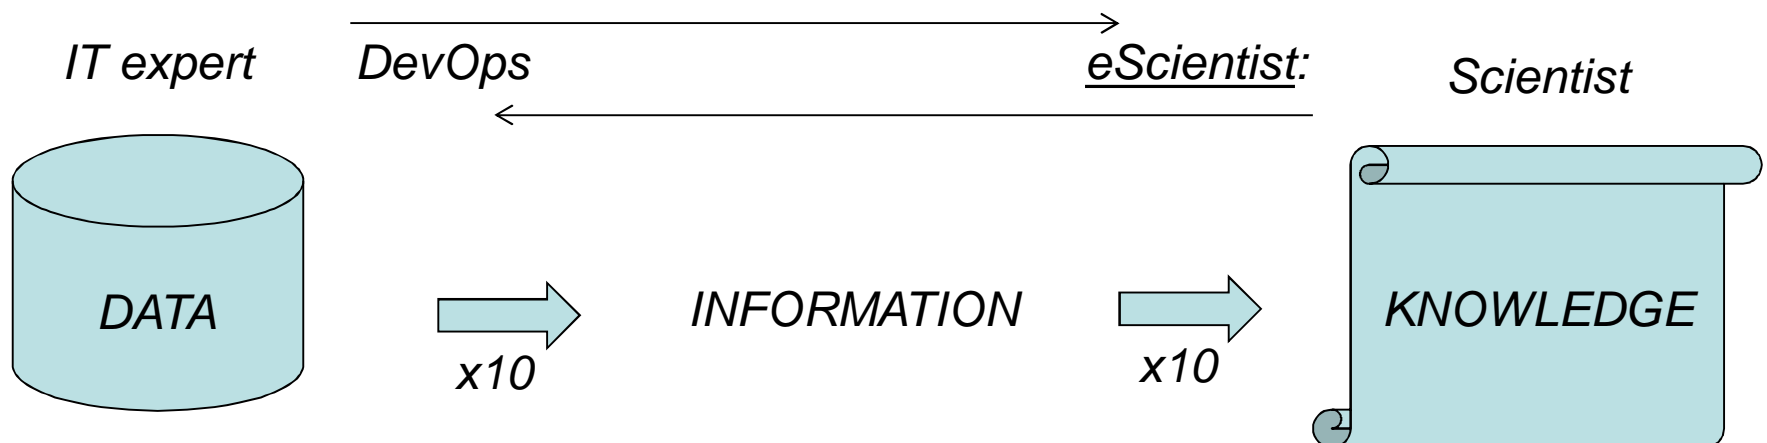 IT expert
DevOps
eScientist:
Scientist
DATA
INFORMATION
KNOWLEDGE
x10
x10